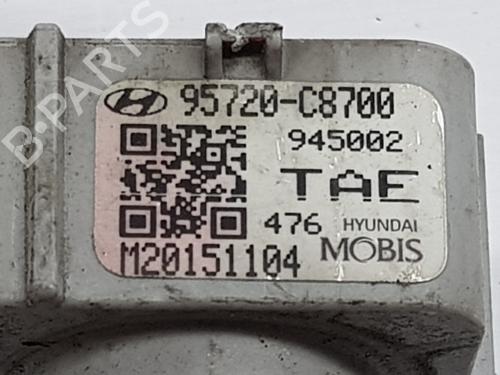 B-PARTS
95720-C8700
945002
TAE
476 HYUNDAI
MOBIS
M20151104